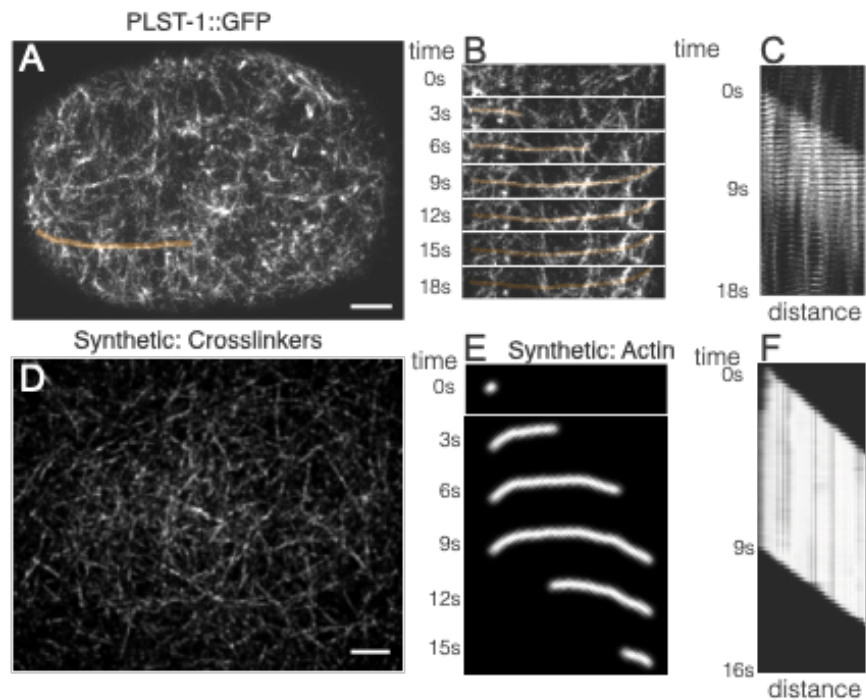 PLST-1::GFP
A
time
B
0s
3s
6s
9s
12s
15s
18s
time
C
0s
9s
18s
distance
Synthetic: Crosslinkers
D
time
E Synthetic: Actin
0s
3s
6s
9s
12s
15s
time
F
0s
9s
16s
distance